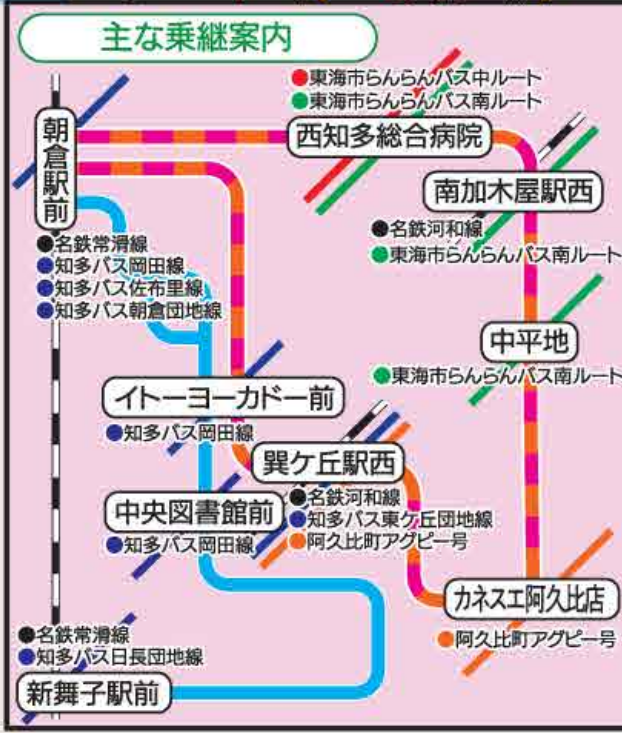 主な乗継案内
●東海市らんらんバス中ルート
●東海市らんらんバス南ルート
朝倉駅前
西知多総合病院
南加木屋駅西
●名鉄河和線
●東海市らんらんバス南ルート
●名鉄常滑線
●知多バス岡田線
●知多バス佐布里線
●知多バス朝倉団地線
中平地
●東海市らんらんバス南ルート
イトーヨーカドー前
●知多バス岡田線
巽ケ丘駅西
●名鉄河和線
●知多バス東ケ丘団地線
●阿久比町アグピー号
中央図書館前
●知多バス岡田線
カネスエ阿久比店
●阿久比町アグピー号
●名鉄常滑線
●知多バス日長団地線
新舞子駅前